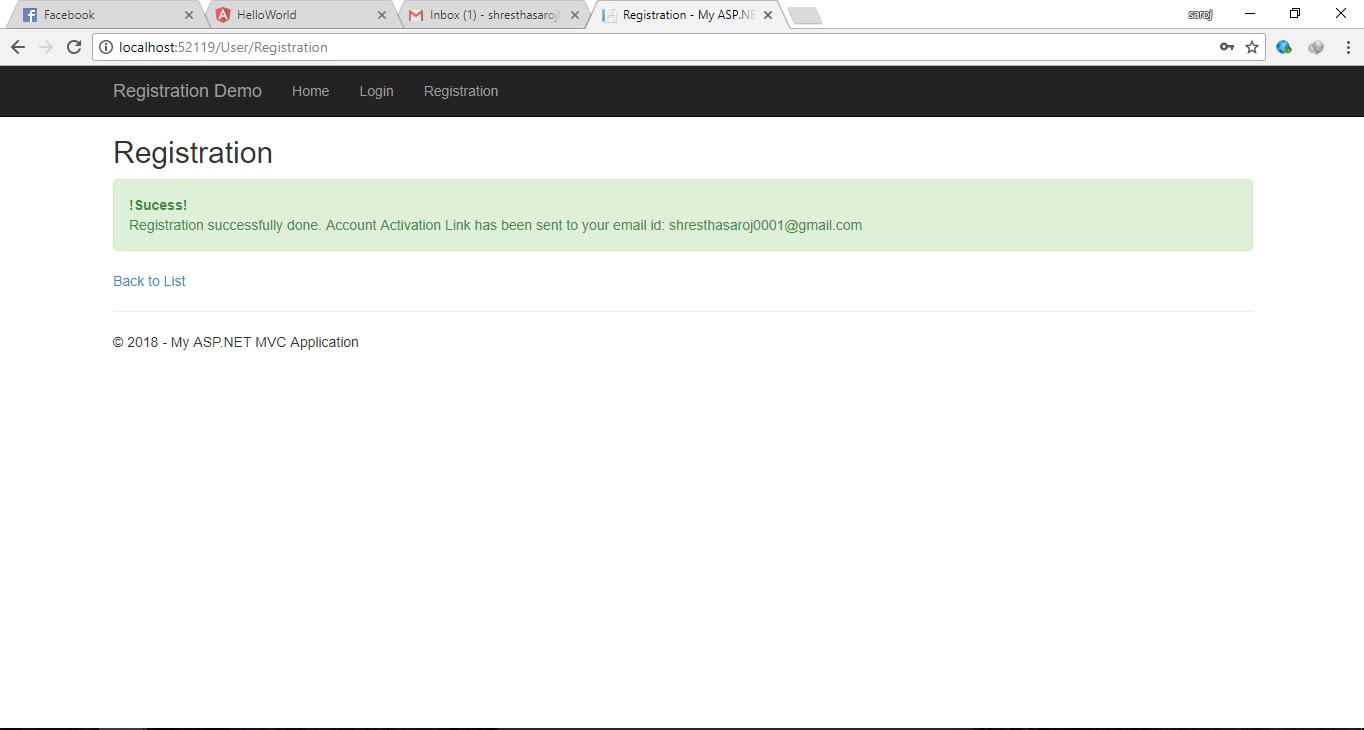 Facebook
HelloWorld
Inbox (1) - shresthasaroj
Registration - My ASP.NE
saroj
localhost:52119/User/Registration
Registration Demo Home Login Registration
Registration
!Sucess!
Registration successfully done. Account Activation Link has been sent to your email id: shresthasaroj0001@gmail.com
Back to List
© 2018 - My ASP.NET MVC Application